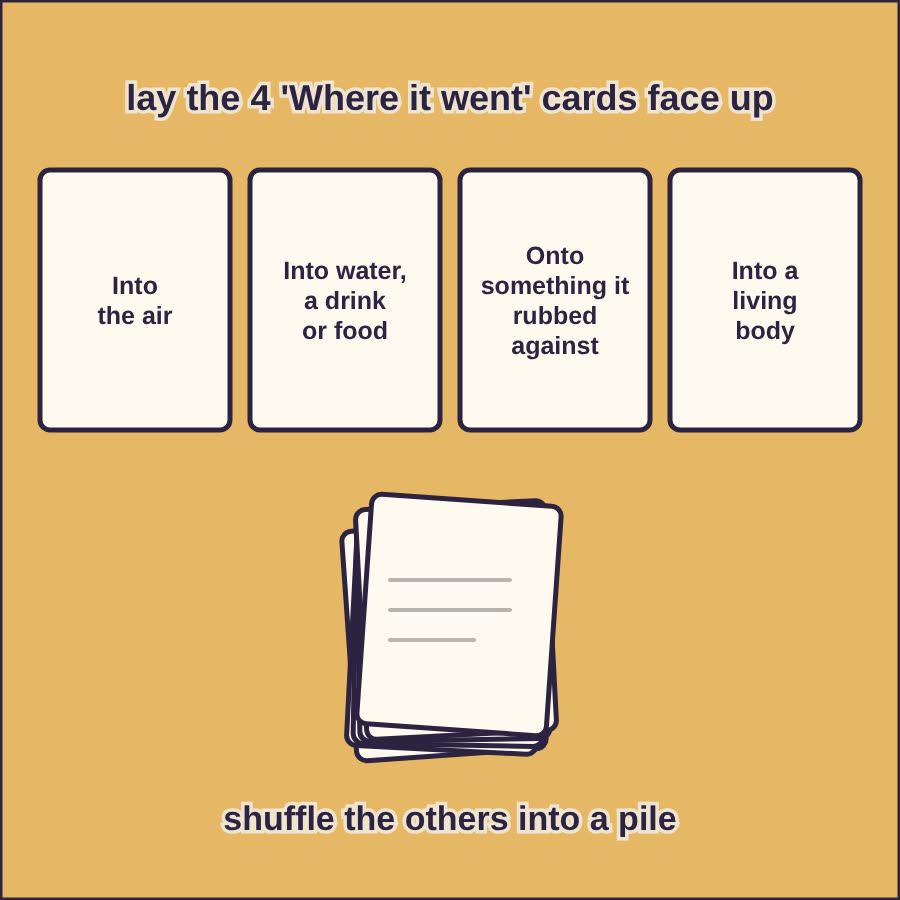 lay the 4 'Where it went' cards face up
Into
the air
Into water,
a drink
or food
Onto
something it
rubbed
against
Into a
living
body
shuffle the others into a pile